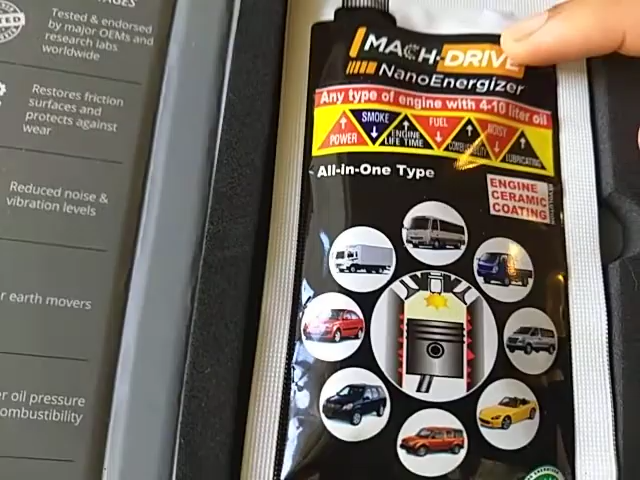 Tested & endorsed
by major OEMs and
research labs
worldwide
Restores friction
surfaces and
protects against
wear
Reduced noise &
vibration levels
r earth movers
er oil pressure
ombustibility
MACH-DRIVE
NanoEnergizer
Any type of engine with 4-10 liter oil
POWER
SMOKE
ENGINE
LIFE TIME
FUEL
COMBUSTIBILITY
NOISY
LUBRICATING
All-in-One Type
ENGINE
CERAMIC
COATING